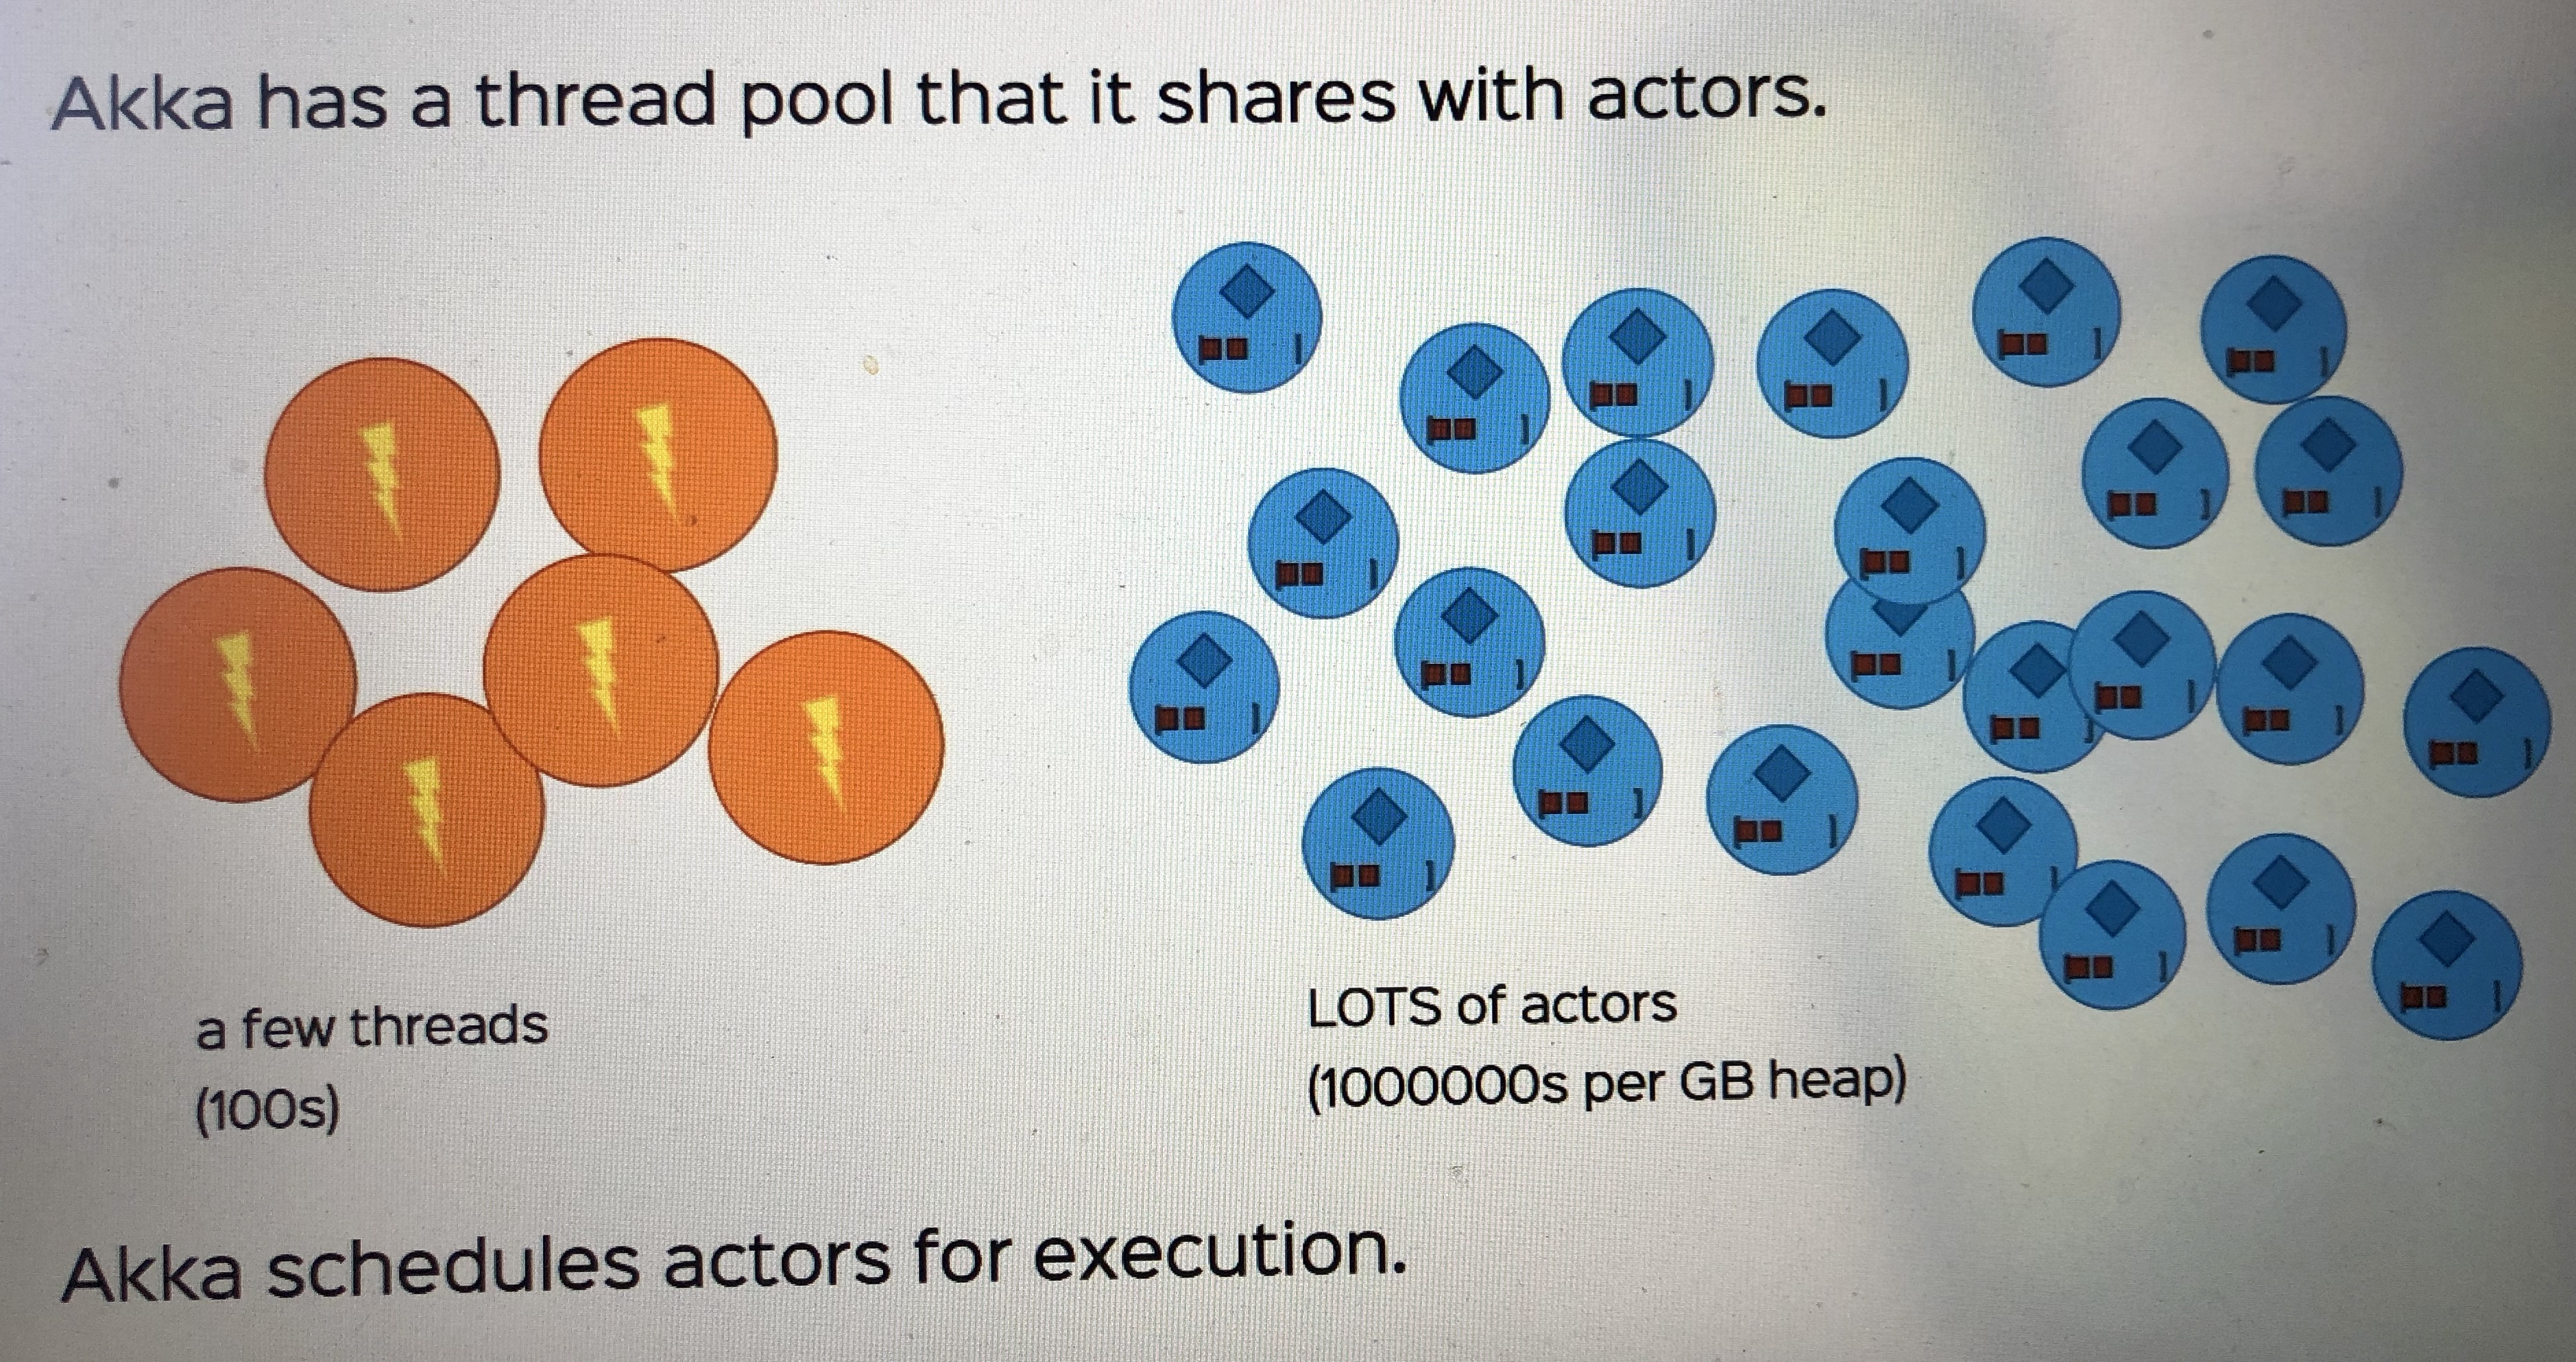 Akka has a thread pool that it shares with actors.
a few threads
(100s)
LOTS of actors
(1000000s per GB heap)
Akka schedules actors for execution.